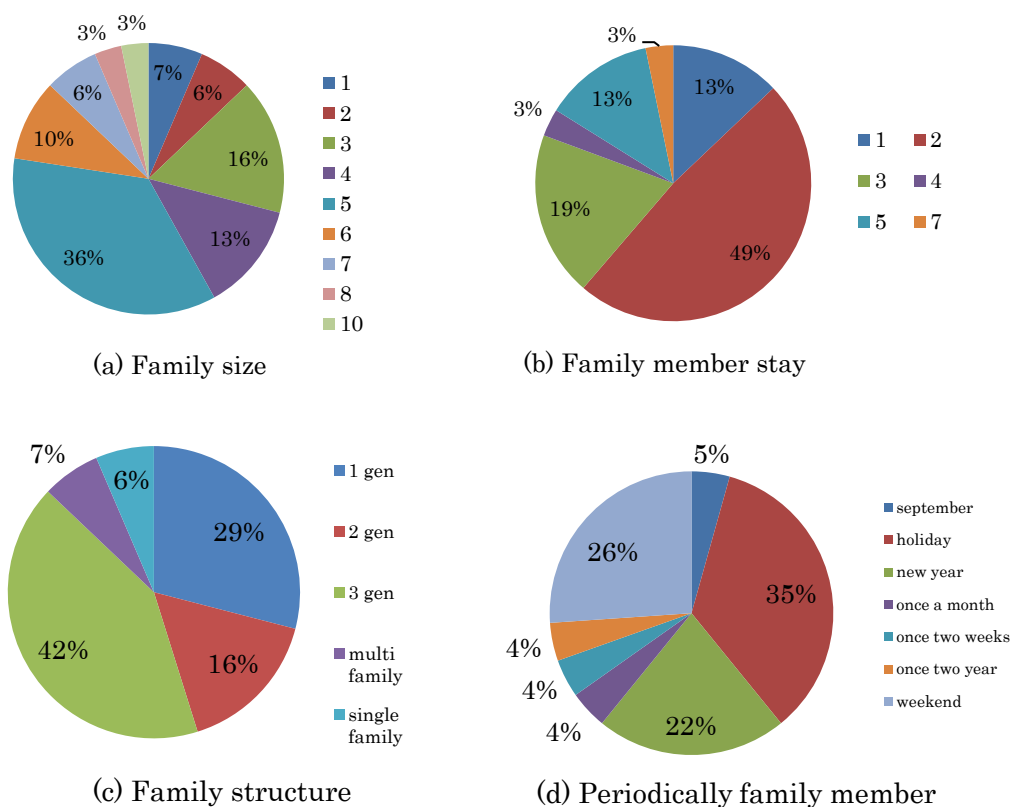 3%
3%
7%
6%
6%
10%
16%
13%
36%
1
2
3
4
5
6
7
8
10
(a) Family size
3%
13%
13%
3%
19%
49%
1 2
3 4
5 7
(b) Family member stay
7%
6%
29%
42%
16%
1 gen
2 gen
3 gen
multi
family
single
family
(c) Family structure
5%
26%
35%
4%
4%
4%
22%
september
holiday
new year
once a month
once two weeks
once two year
weekend
(d) Periodically family member